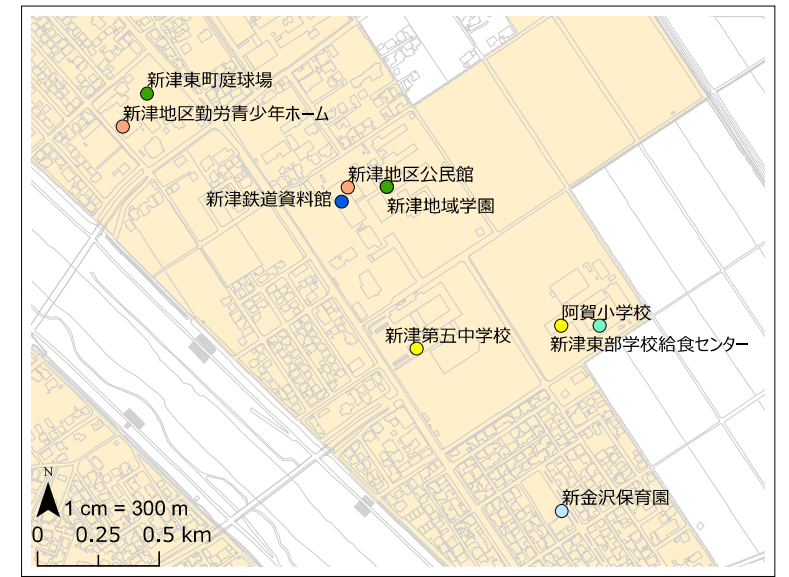 新津東町庭球場
新津地区勤労青少年ホーム
新津地区公民館
新津鉄道資料館
新津地域学園
阿賀小学校
新津第五中学校
新津東部学校給食センター
新金沢保育園
N
1 cm = 300 m
0 0.25 0.5 km